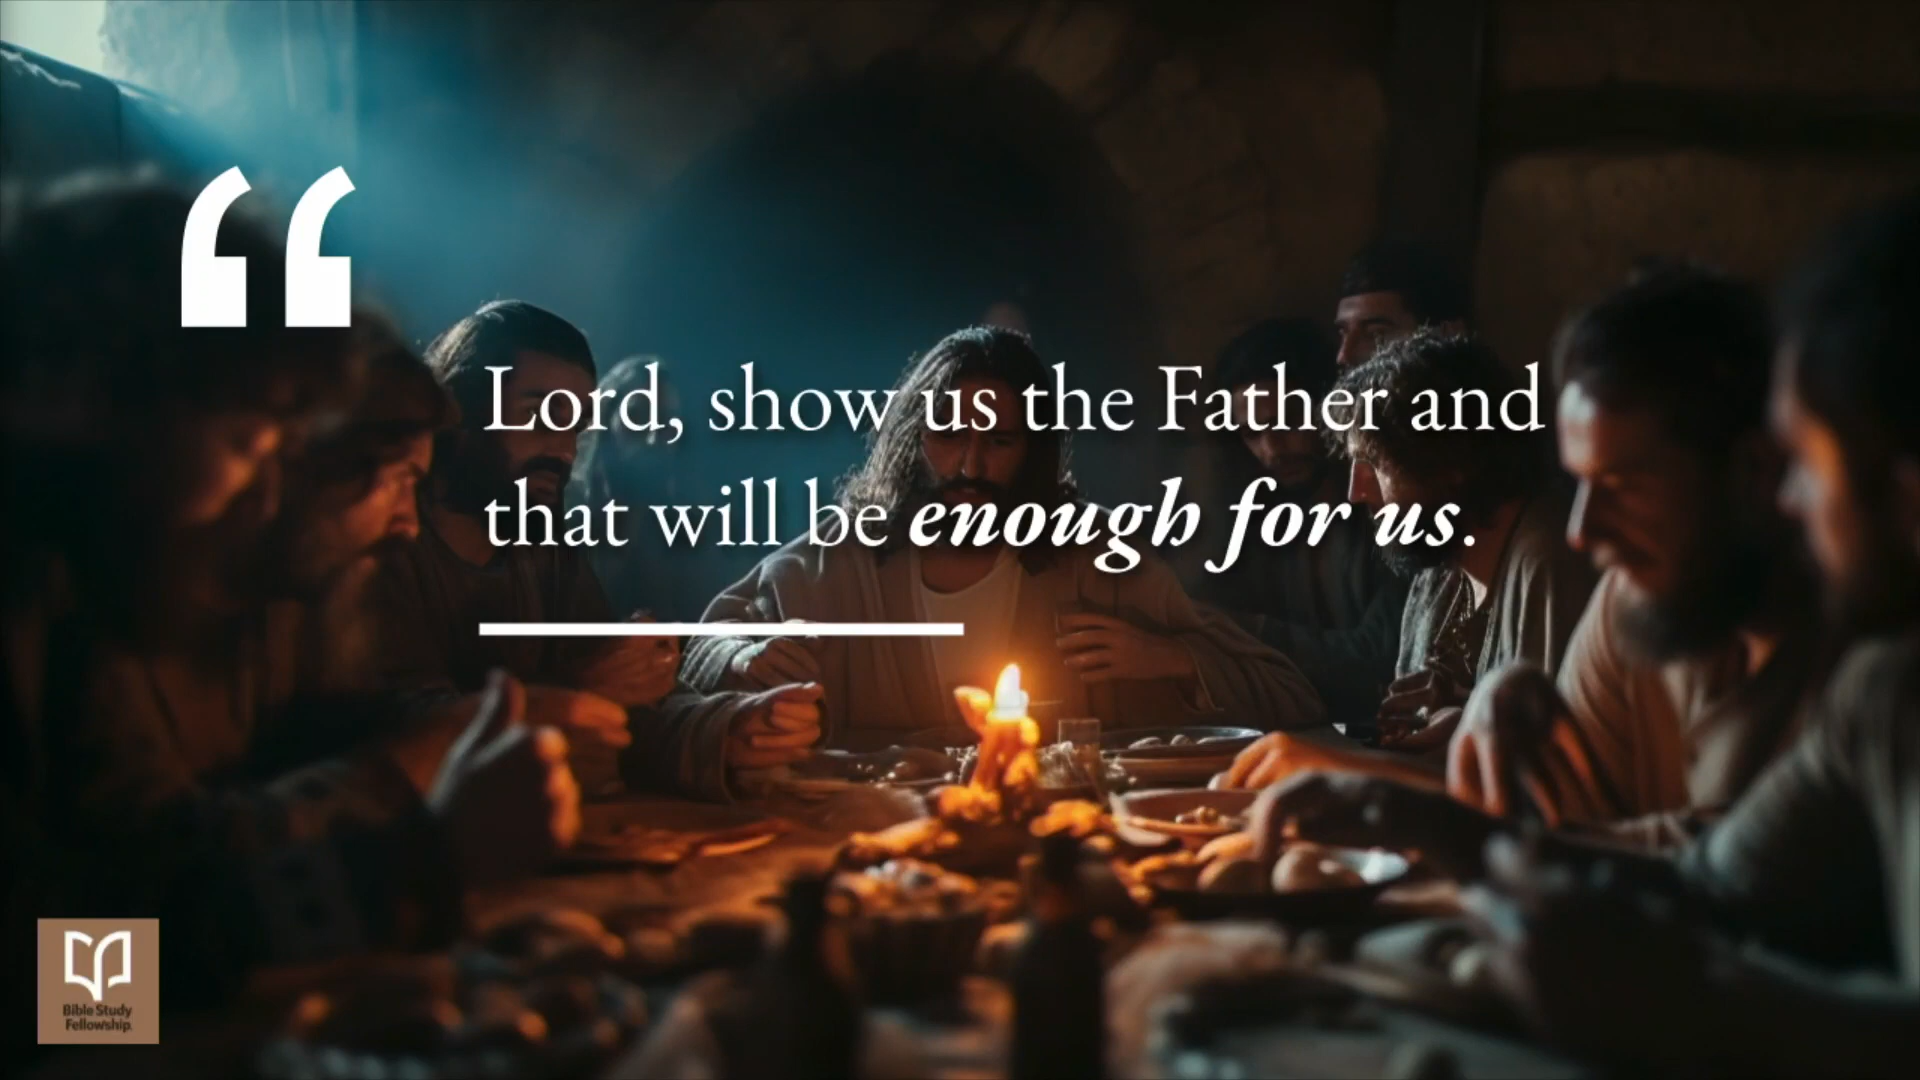 “
Lord, show us the Father and
that will be enough for us.
Bible Study
Fellowship.